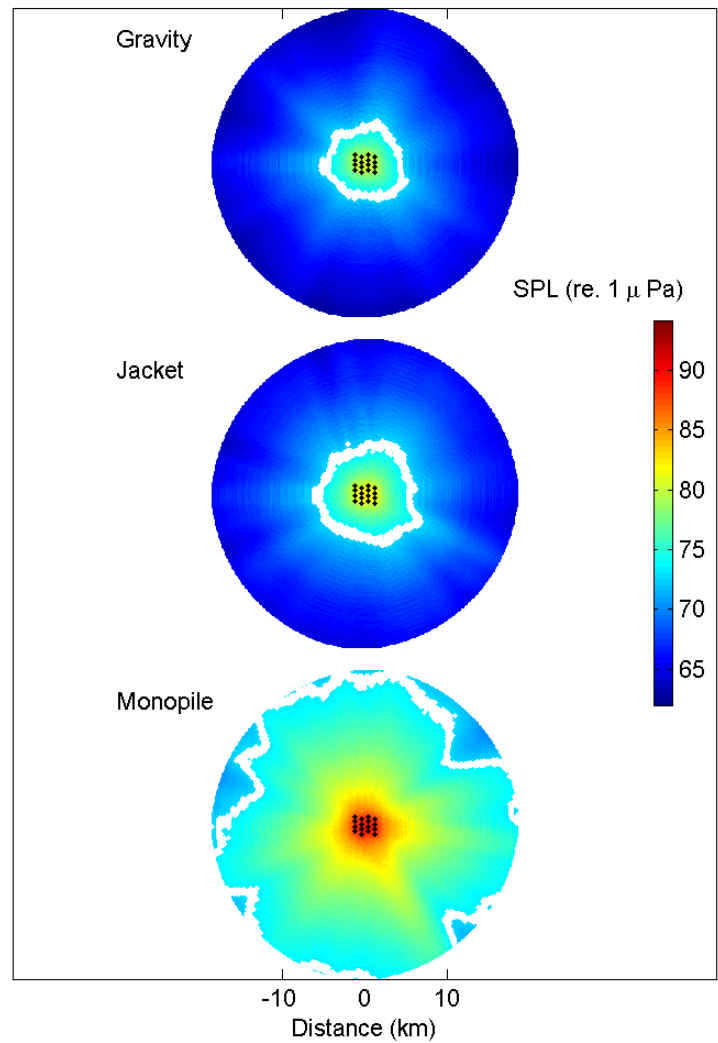 Gravity
SPL (re. 1 μ Pa)
Jacket
90
85
80
75
70
65
Monopile
-10 0 10
Distance (km)